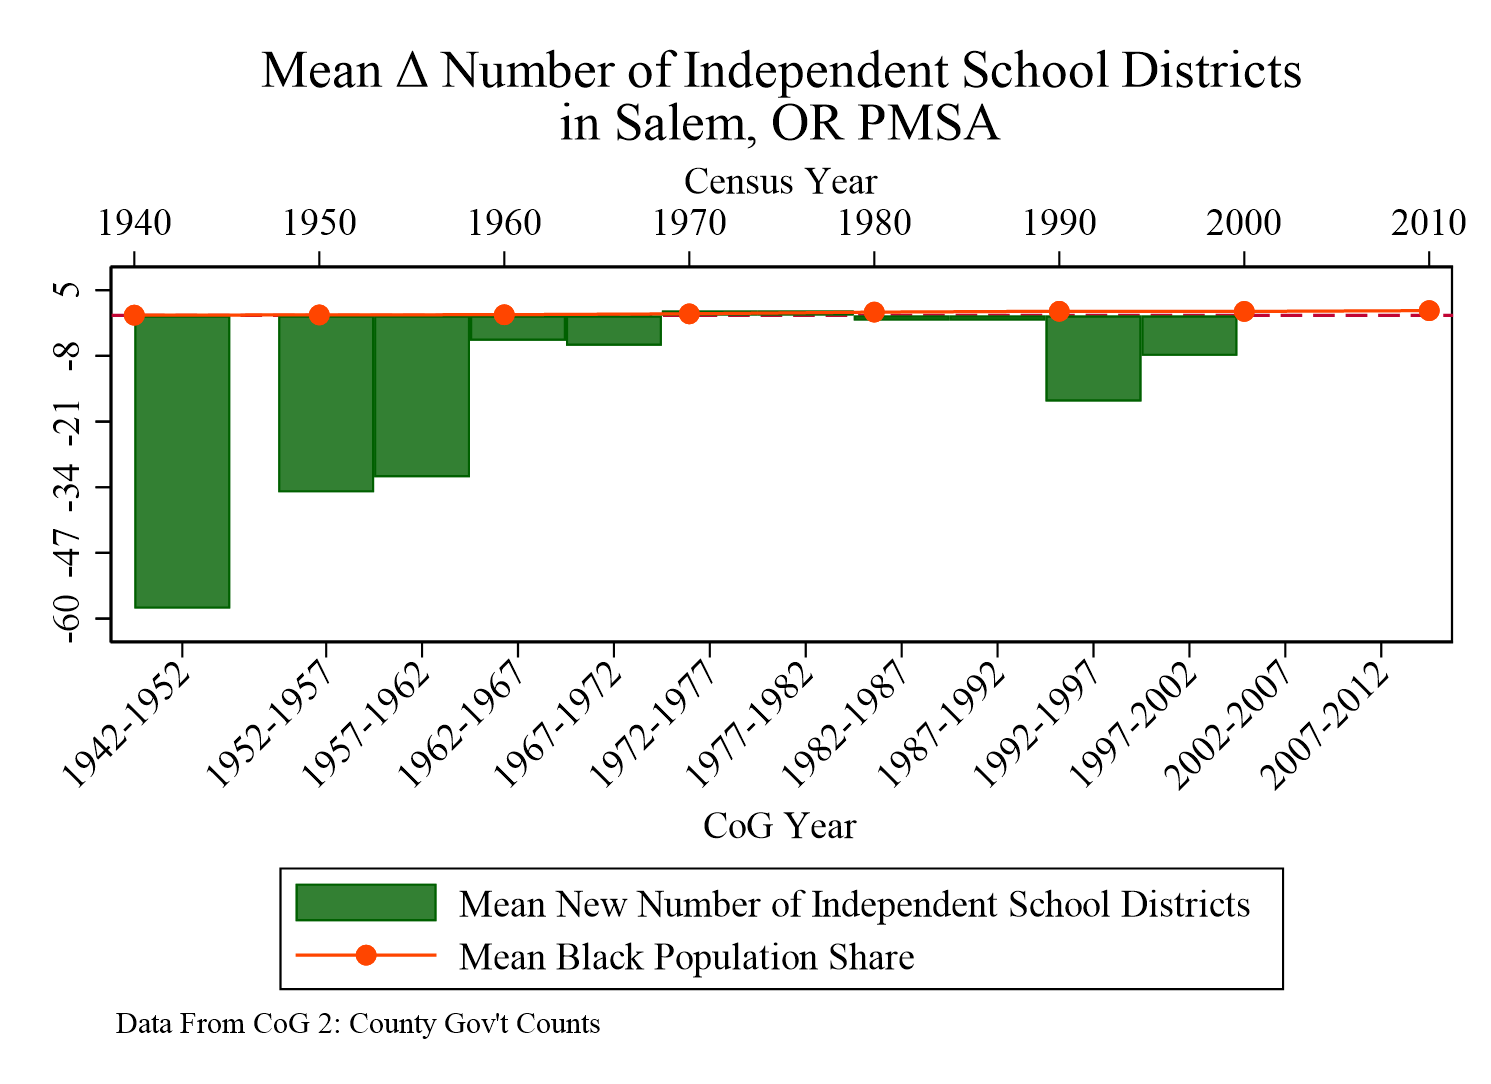 Mean Δ Number of Independent School Districts
in Salem, OR PMSA
Census Year
1940 1950 1960 1970 1980 1990 2000 2010
5
-8
-21
-34
-47
-60
1942-1952 1952-1957 1957-1962 1962-1967 1967-1972 1972-1977 1977-1982 1982-1987 1987-1992 1992-1997 1997-2002 2002-2007 2007-2012
CoG Year
Mean New Number of Independent School Districts
Mean Black Population Share
Data From CoG 2: County Gov't Counts